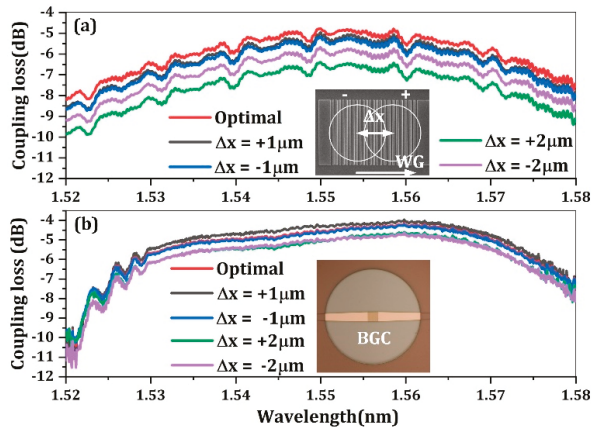 (a)
Coupling loss(dB)
-4
-5
-6
-7
-8
-9
-10
-11
-12
Optimal
Δx = +1μm
Δx = -1μm
- +
Δx
WG
Δx = +2μm
Δx = -2μm
1.52 1.53 1.54 1.55 1.56 1.57 1.58
(b)
Coupling loss (dB)
-4
-5
-6
-7
-8
-9
-10
-11
-12
Optimal
Δx = +1μm
Δx = -1μm
Δx = +2μm
Δx = -2μm
BGC
1.52 1.53 1.54 1.55 1.56 1.57 1.58
Wavelength(nm)